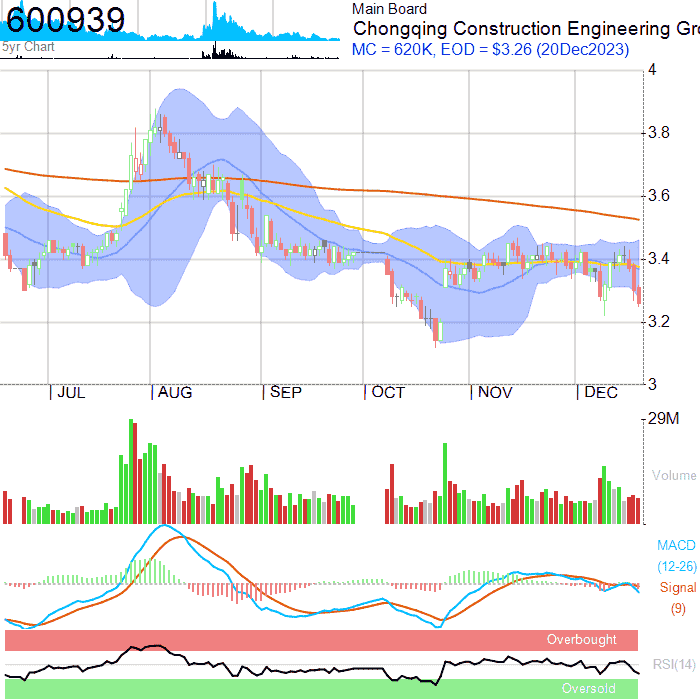 600939
5yr Chart
Main Board
Chongqing Construction Engineering Gro
MC = 620K, EOD = $3.26 (20Dec2023)
4
3.8
3.6
3.4
3.2
3
JUL AUG SEP OCT NOV DEC
29M
Volume
MACD
(12-26)
Signal
(9)
Overbought
RSI(14)
Oversold